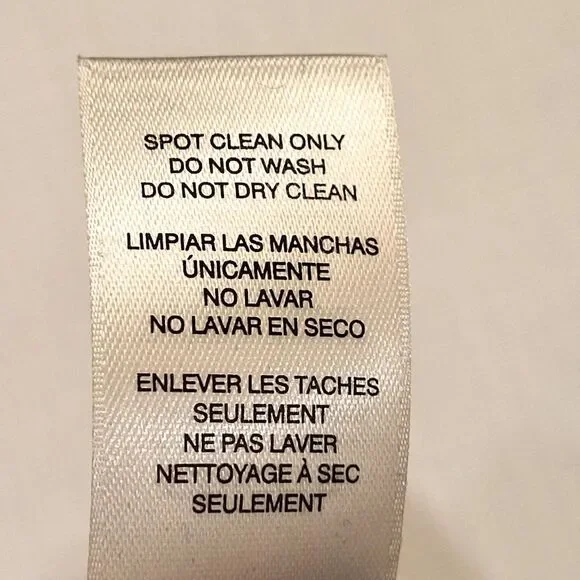 SPOT CLEAN ONLY
DO NOT WASH
DO NOT DRY CLEAN
LIMPIAR LAS MANCHAS
ÚNICAMENTE
NO LAVAR
NO LAVAR EN SECO
ENLEVER LES TACHES
SEULEMENT
NE PAS LAVER
NETTOYAGE À SEC
SEULEMENT